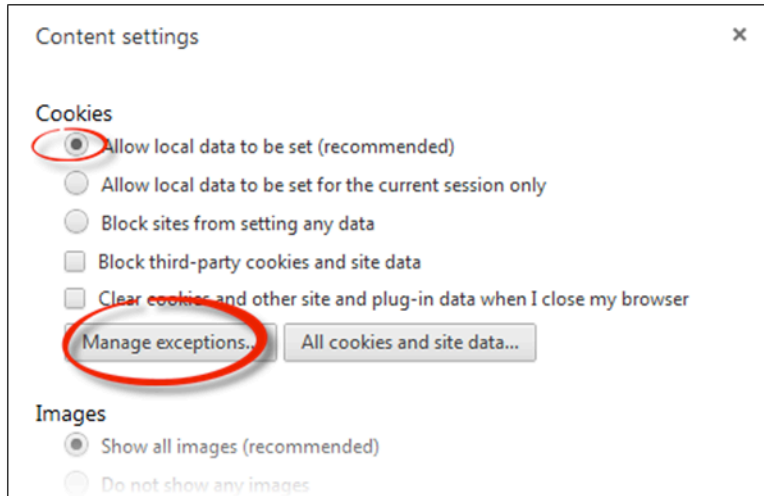 Content settings
Cookies
Allow local data to be set (recommended)
Allow local data to be set for the current session only
Block sites from setting any data
Block third-party cookies and site data
Clear cookies and other site and plug-in data when I close my browser
Manage exceptions... All cookies and site data...
Images
Show all images (recommended)
Do not show any images